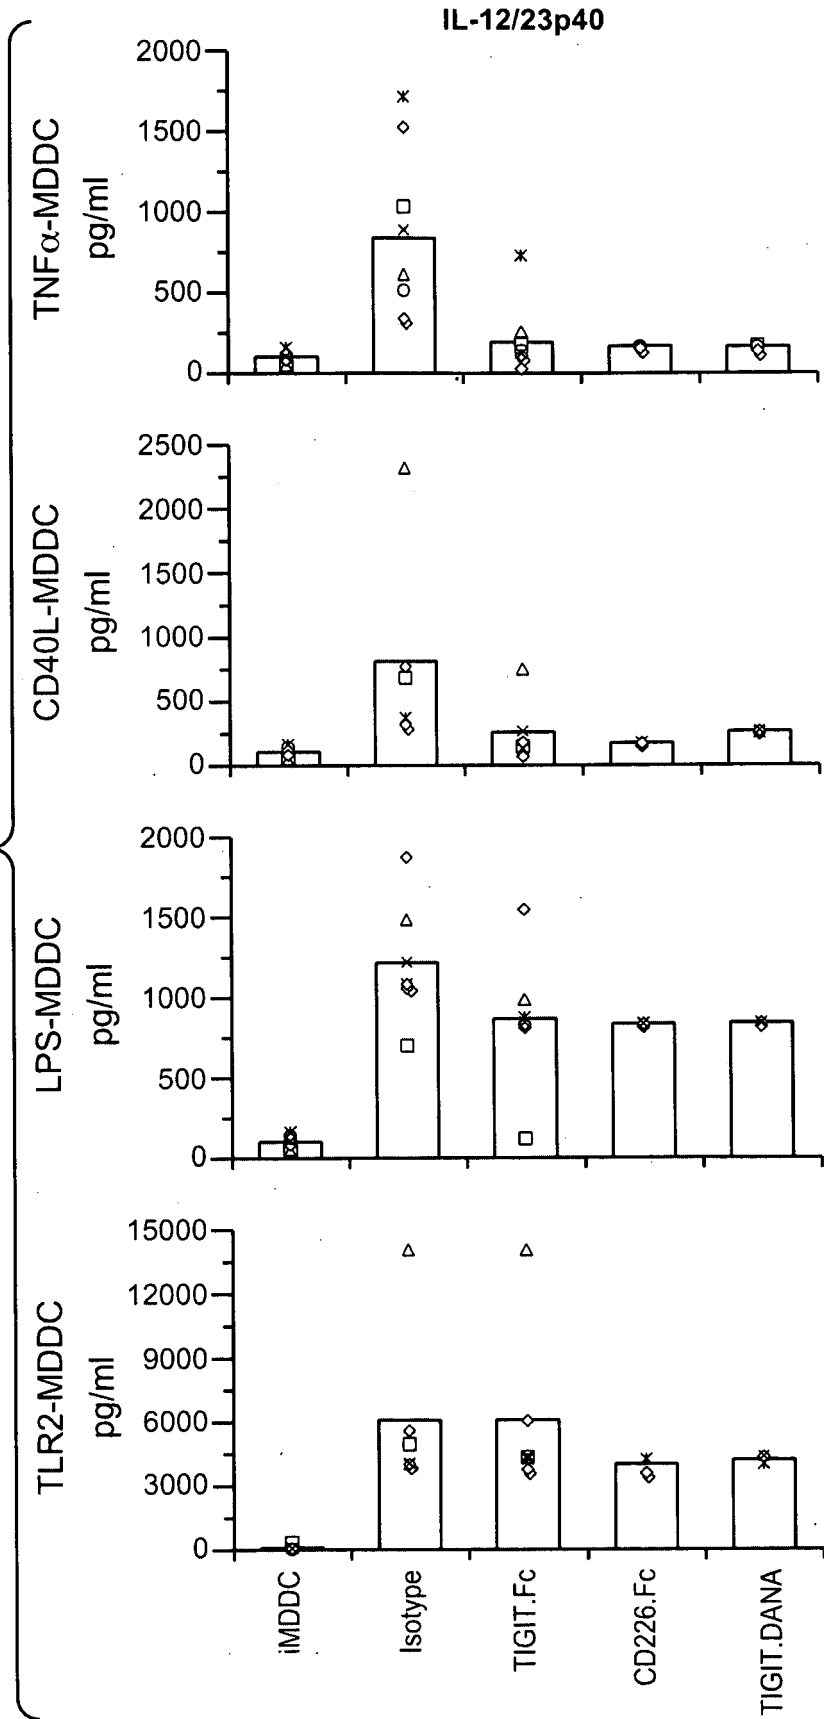 IL-12/23p40
TNFα-MDDC
pg/ml
2000
1500
1000
500
0
CD40L-MDDC
pg/ml
2500
2000
1500
1000
500
0
LPS-MDDC
pg/ml
2000
1500
1000
500
0
TLR2-MDDC
pg/ml
15000
12000
9000
6000
3000
0
iMDDC
Isotype
TIGIT.Fc
CD226.Fc
TIGIT.DANA